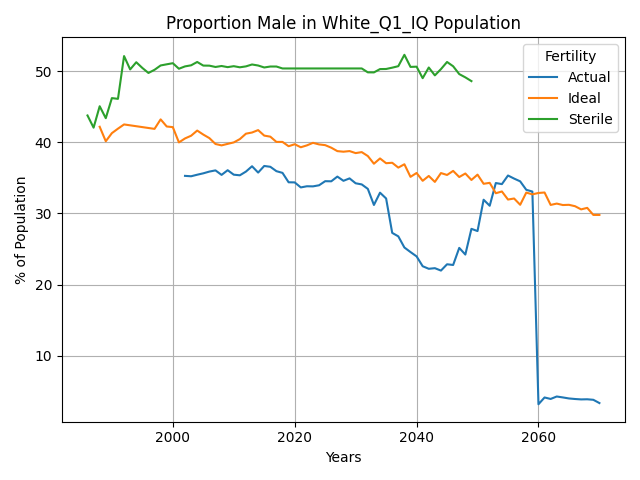 Proportion Male in White_Q1_IQ Population
Fertility
Actual
Ideal
Sterile
% of Population
50
40
30
20
10
2000
2020
2040
2060
Years